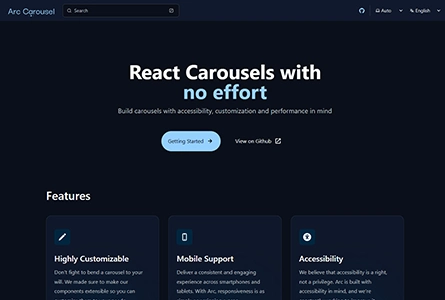 Arc Carousel
Search
Auto
English
React Carousels with
no effort
Build carousels with accessibility, customization and performance in mind
Getting Started
View on Github
Features
Highly Customizable
Don't fight to bend a carousel to your
will. We made sure to make our
components extensible so you can
Mobile Support
Deliver a consistent and engaging
experience across smartphones and
tablets. With Arc, responsiveness is an
Accessibility
We believe that accessibility is a right,
not a privilege. Arc is built with
accessibility in mind, and we're